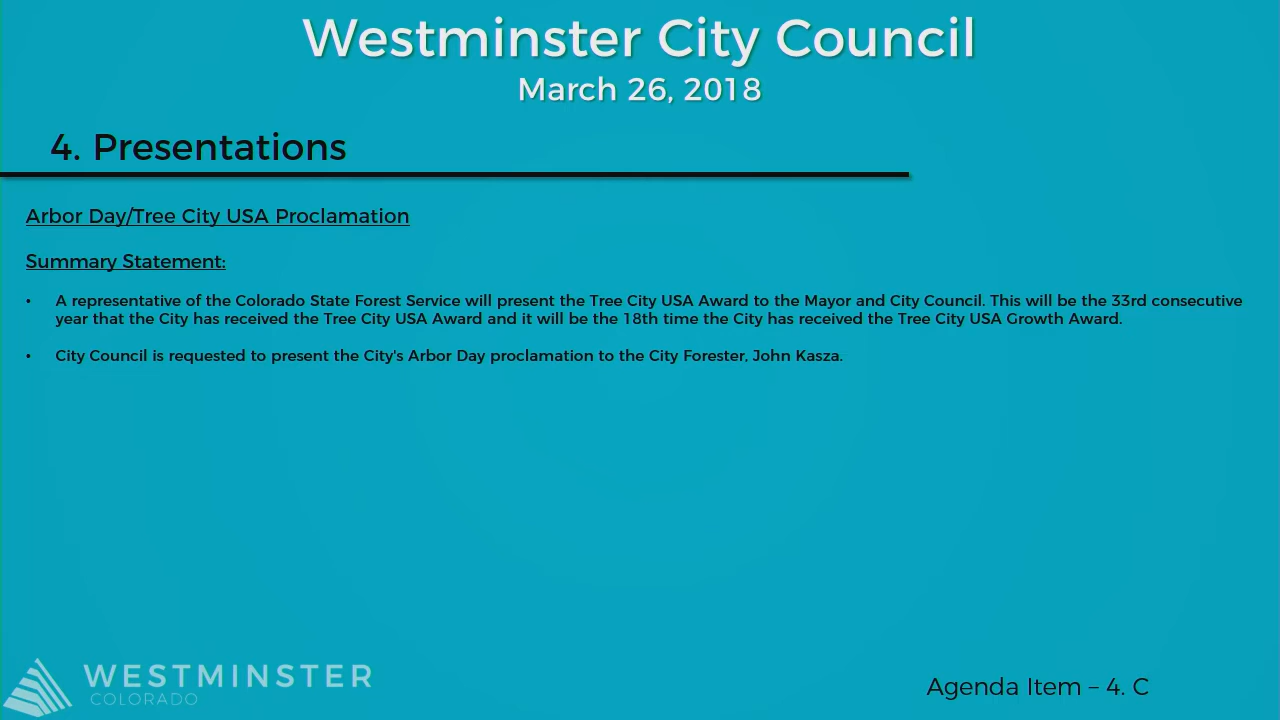 Westminster City Council
March 26, 2018
4. Presentations
Arbor Day/Tree City USA Proclamation
Summary Statement:
• A representative of the Colorado State Forest Service will present the Tree City USA Award to the Mayor and City Council. This will be the 33rd consecutive
year that the City has received the Tree City USA Award and it will be the 18th time the City has received the Tree City USA Growth Award.
• City Council is requested to present the City's Arbor Day proclamation to the City Forester, John Kasza.
WESTMINSTER
COLORADO
Agenda Item – 4. C